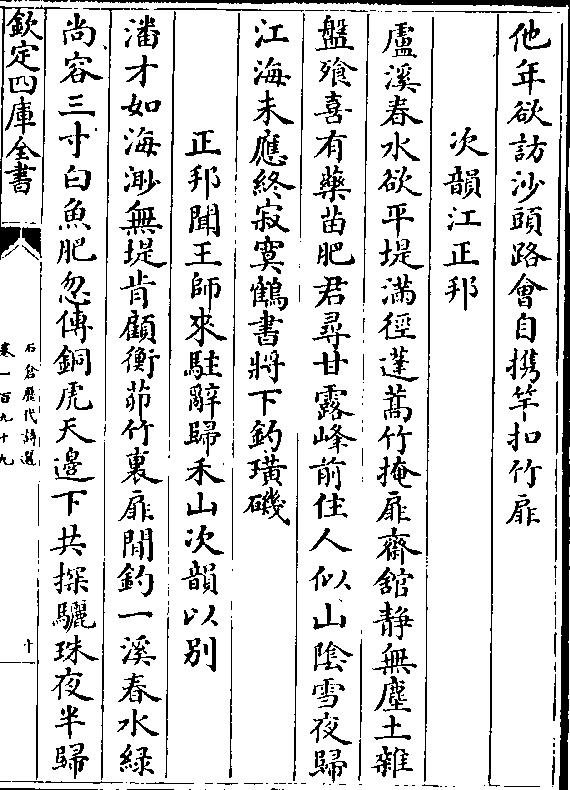 他年欲訪沙頭路會自携竿扣竹扉
次韻江正邦
盧溪春水欲平堤滿徑蓬蒿竹掩扉齋舘靜無塵土雜
盤飱喜有藥苗肥君尋甘露峰前住人似山陰雪夜歸
江海未應終寂寞鶴書將下釣璜磯
正邦聞王師來駐辭歸禾山次韻以別
潘才如海渺無堤肯顧衡茆竹裏扉閒釣一溪春水緑
尚容三寸白魚肥忽傳銅虎天邊下共探驪珠夜半歸
欽定四庫全書
石倉歷代詩選
卷一百九十九
十